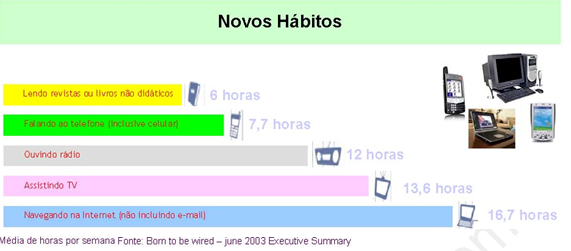 Novos Hábitos
Lendo revistas ou livros não didáticos 6 horas
Falando ao telefone (inclusive celular) 7,7 horas
Ouvindo rádio 12 horas
Assistindo TV 13,6 horas
Navegando na Internet (não incluindo e-mail) 16,7 horas
Média de horas por semana Fonte: Born to be wired – june 2003 Executive Summary